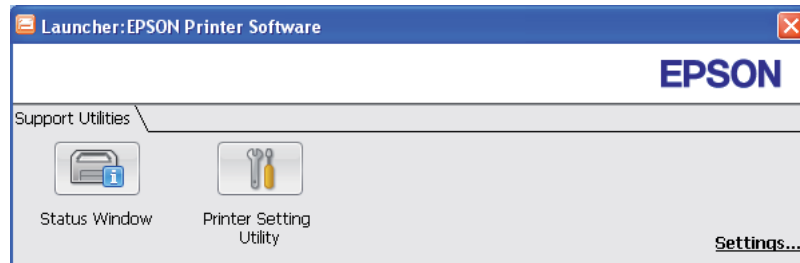 Launcher:EPSON Printer Software
EPSON
Support Utilities
Status Window
Printer Setting
Utility
Settings...